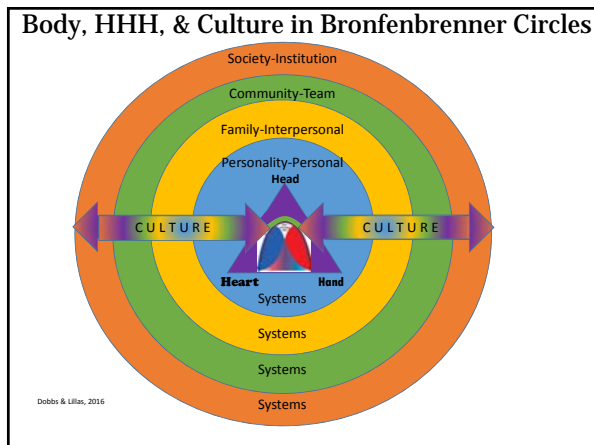 Body, HHH, & Culture in Bronfenbrenner Circles
Society-Institution
Community-Team
Family-Interpersonal
Personality-Personal
Head
CULTURE
CULTURE
Heart
Hand
Systems
Systems
Systems
Systems
Dobbs & Lillas, 2016